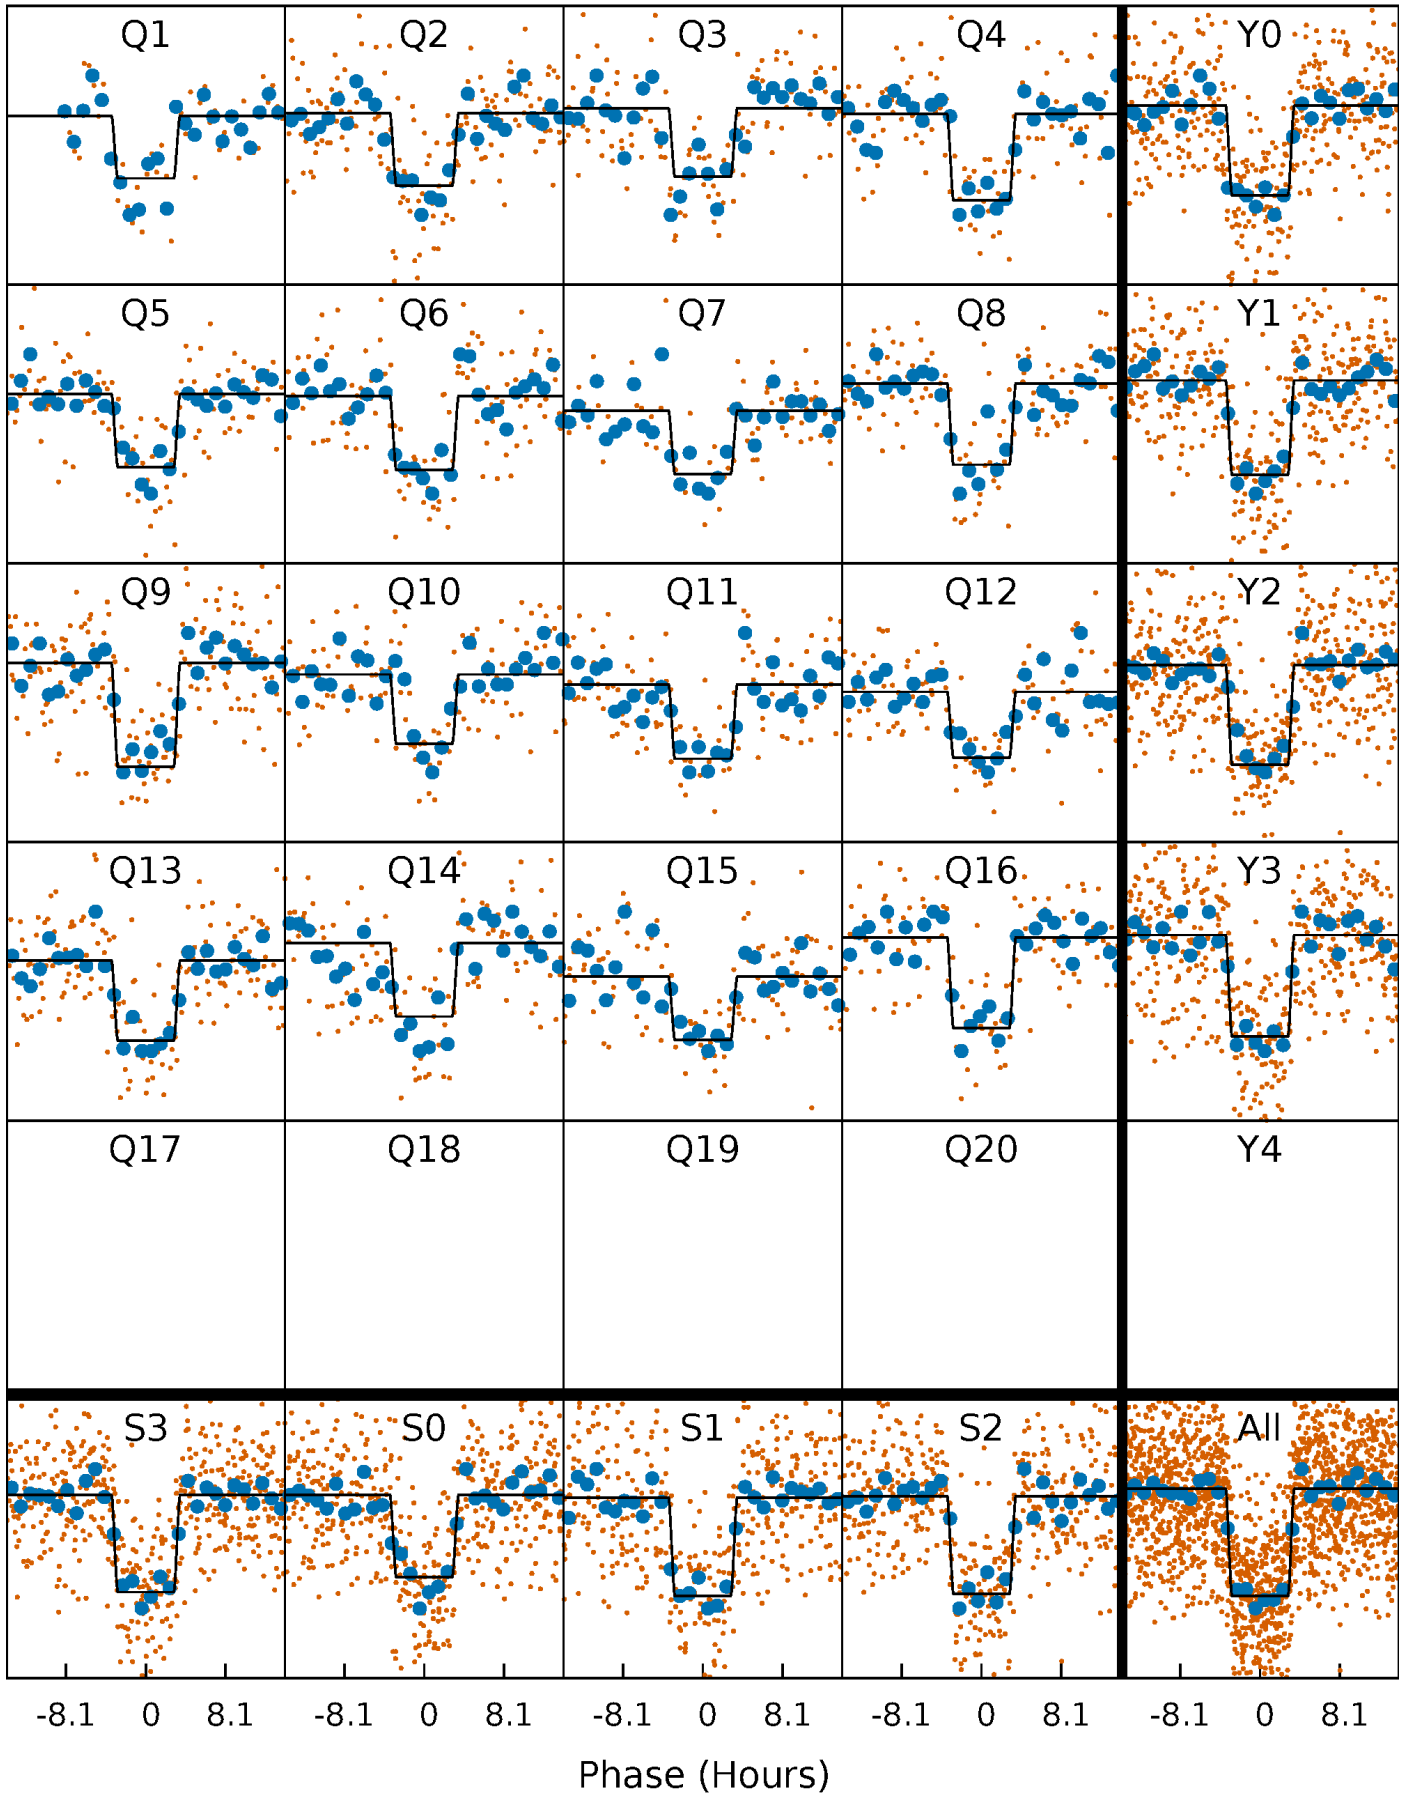 Q1 Q2 Q3 Q4 Y0
Q5 Q6 Q7 Q8 Y1
Q9 Q10 Q11 Q12 Y2
Q13 Q14 Q15 Q16 Y3
Q17 Q18 Q19 Q20 Y4
S3 S0 S1 S2 All
-8.1 0 8.1 -8.1 0 8.1 -8.1 0 8.1 -8.1 0 8.1 -8.1 0 8.1
Phase (Hours)